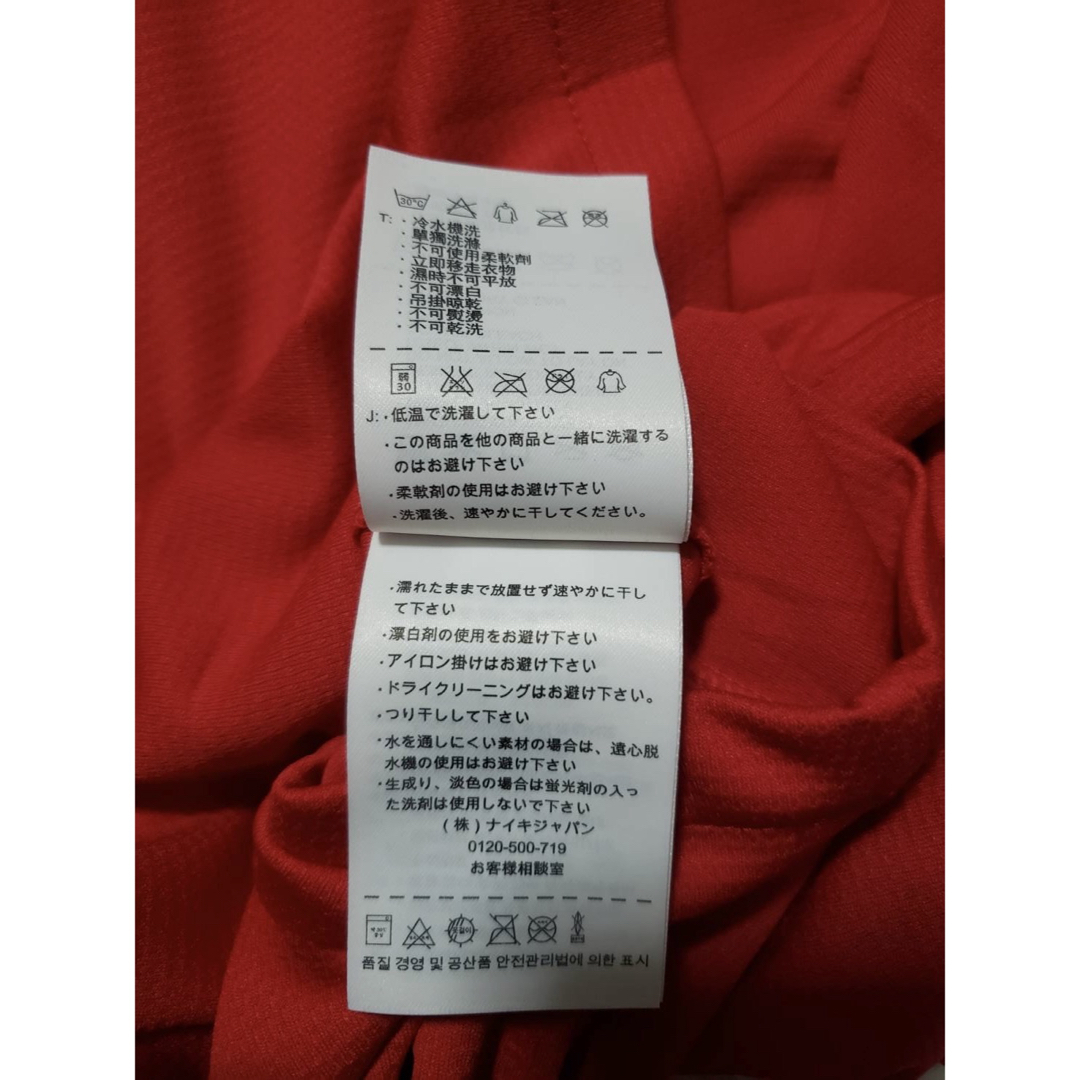 30°C
T: ・冷水機洗
・單獨洗滌
・不可使用柔軟劑
・立即移走衣物
・濕時不可平放
・不可漂白
・吊掛晾乾
・不可熨燙
・不可乾洗
弱
30
J: ・低温で洗濯して下さい
・この商品を他の商品と一緒に洗濯する
のはお避け下さい
・柔軟剤の使用はお避け下さい
・洗濯後、速やかに干してください。
・濡れたままで放置せず速やかに干し
て下さい
・漂白剤の使用をお避け下さい
・アイロン掛けはお避け下さい
・ドライクリーニングはお避け下さい。
・つり干しして下さい
・水を通しにくい素材の場合は、遠心脱
水機の使用はお避け下さい
・生成り、淡色の場合は蛍光剤の入っ
た洗剤は使用しないで下さい
(株)ナイキジャパン
0120-500-719
お客様相談室
옷걸이
품질 경영 및 공산품 안전관리법에 의한 표시